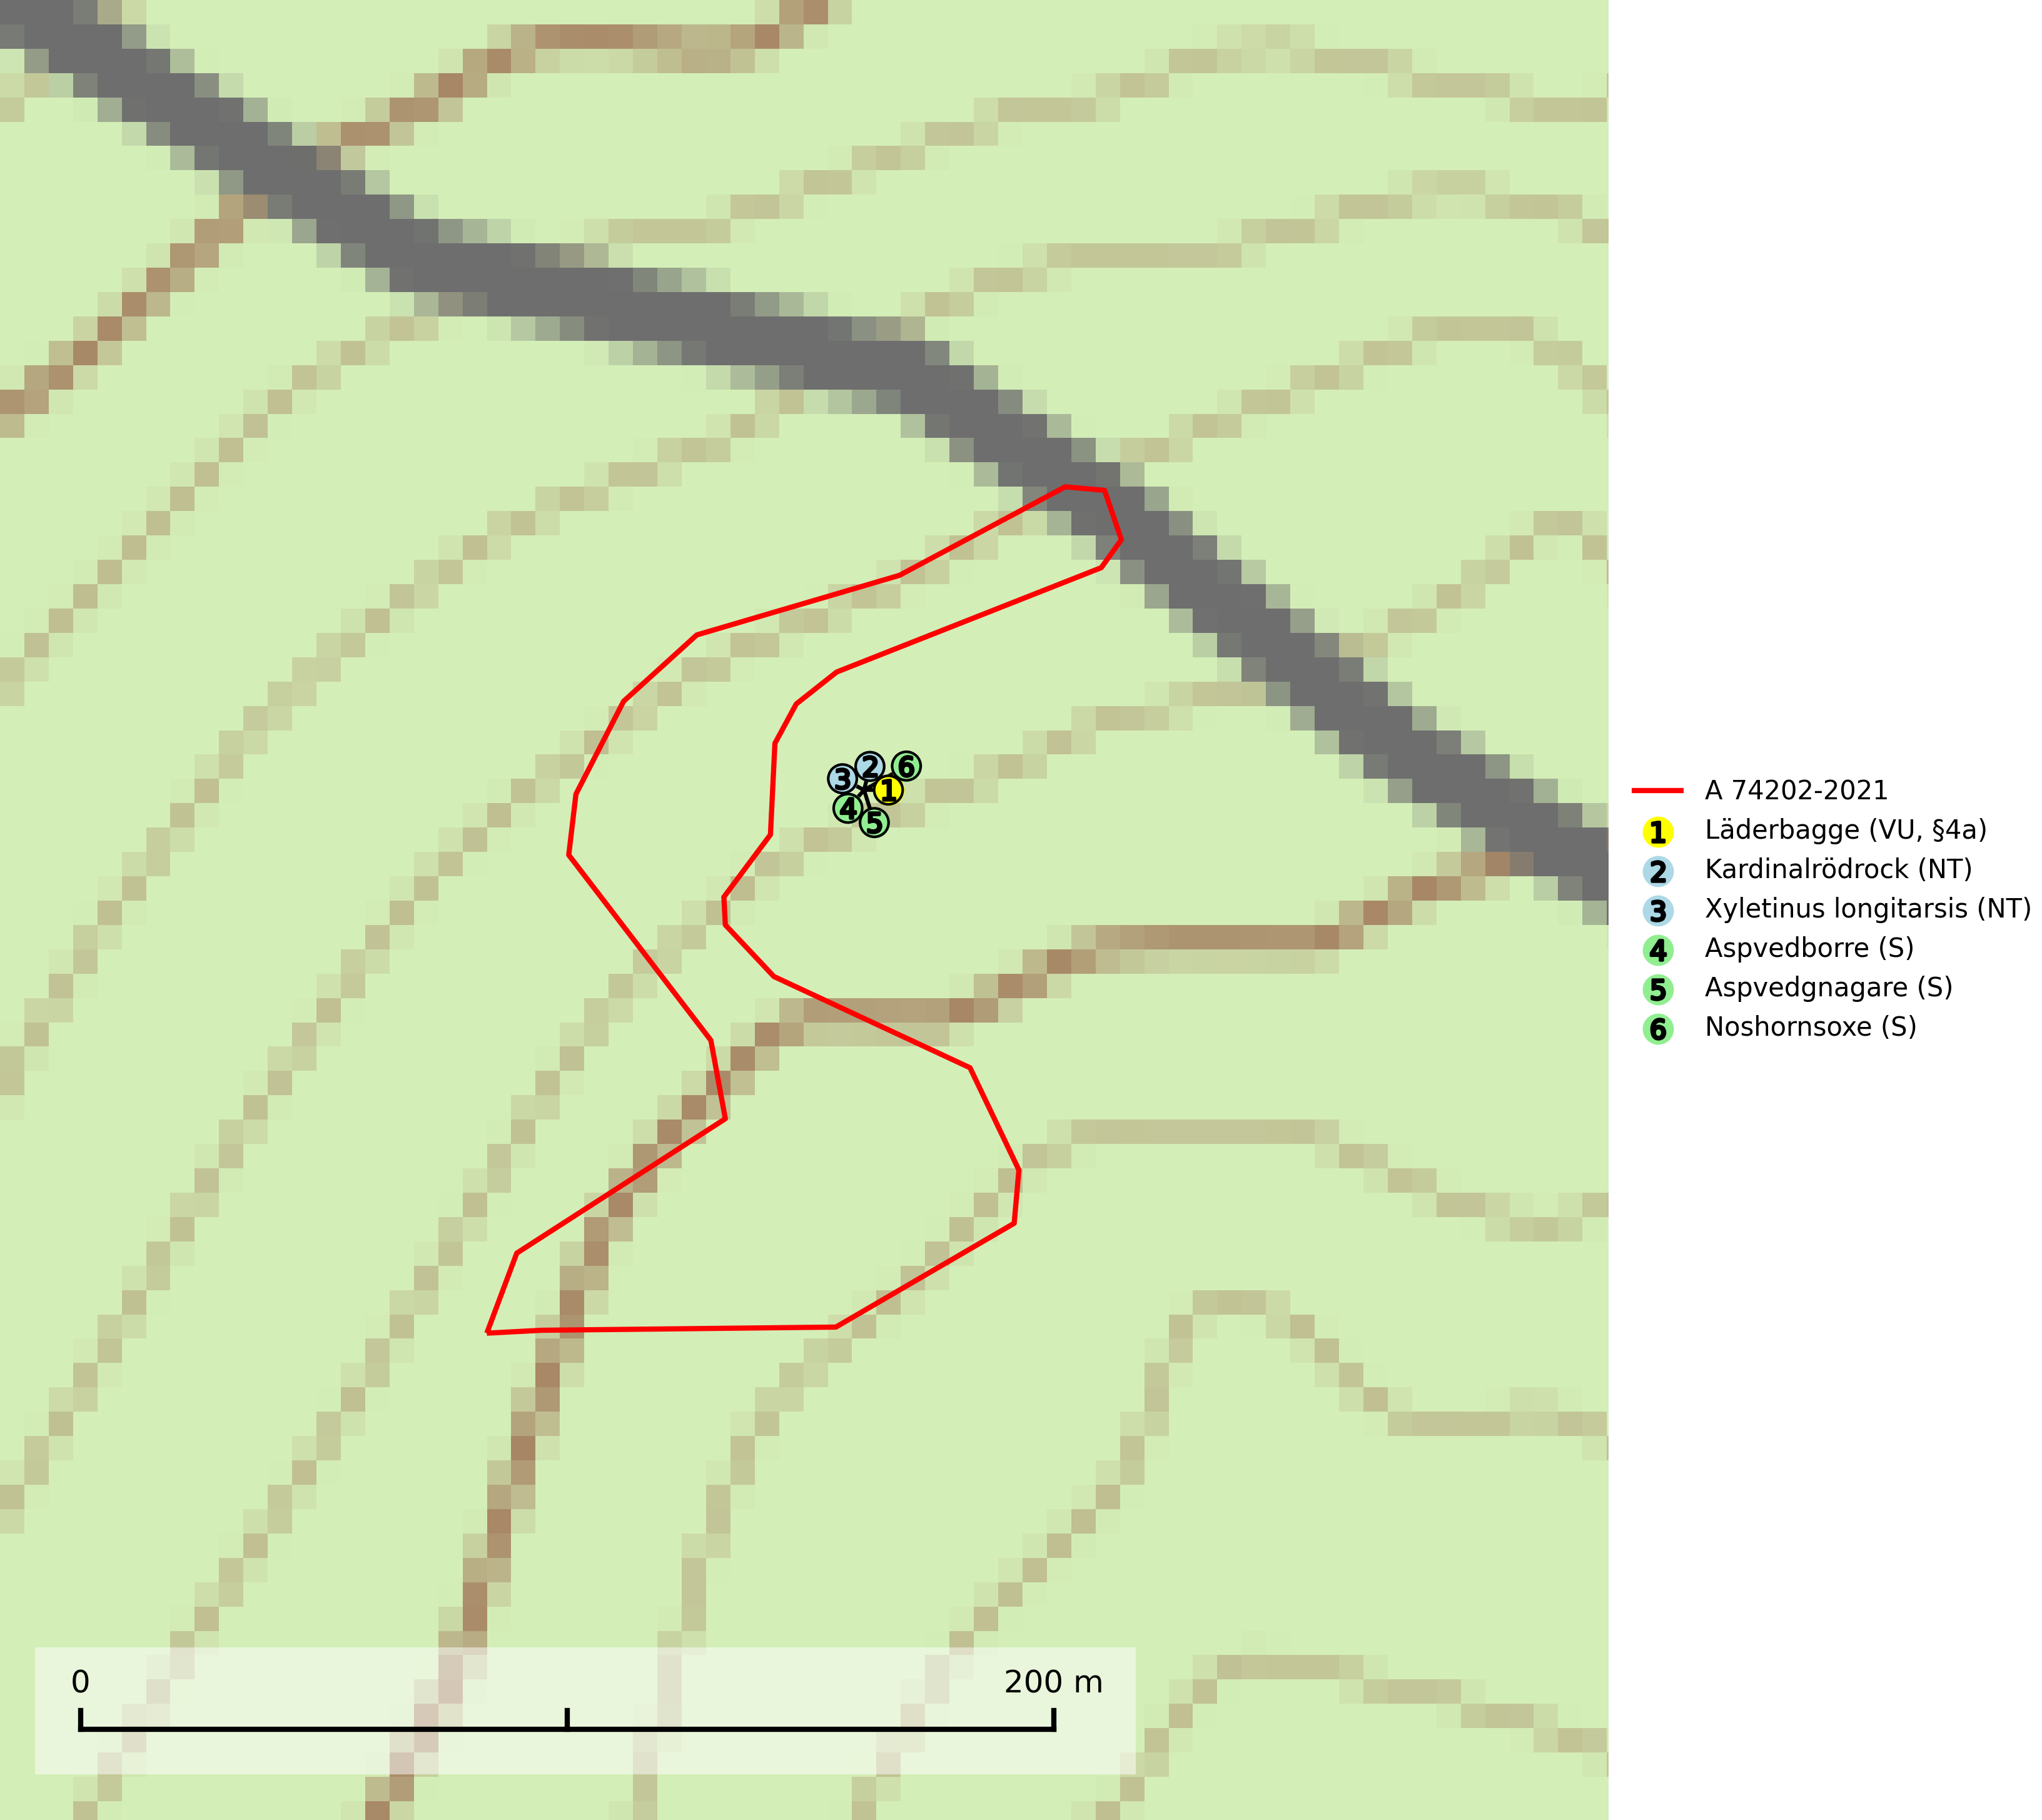 3 2 6
1
4 5
A 74202-2021
1 Läderbagge (VU, §4a)
2 Kardinalrödrock (NT)
3 Xyletinus longitarsis (NT)
4 Aspvedborre (S)
5 Aspvedgnagare (S)
6 Noshornsoxe (S)
0 200 m